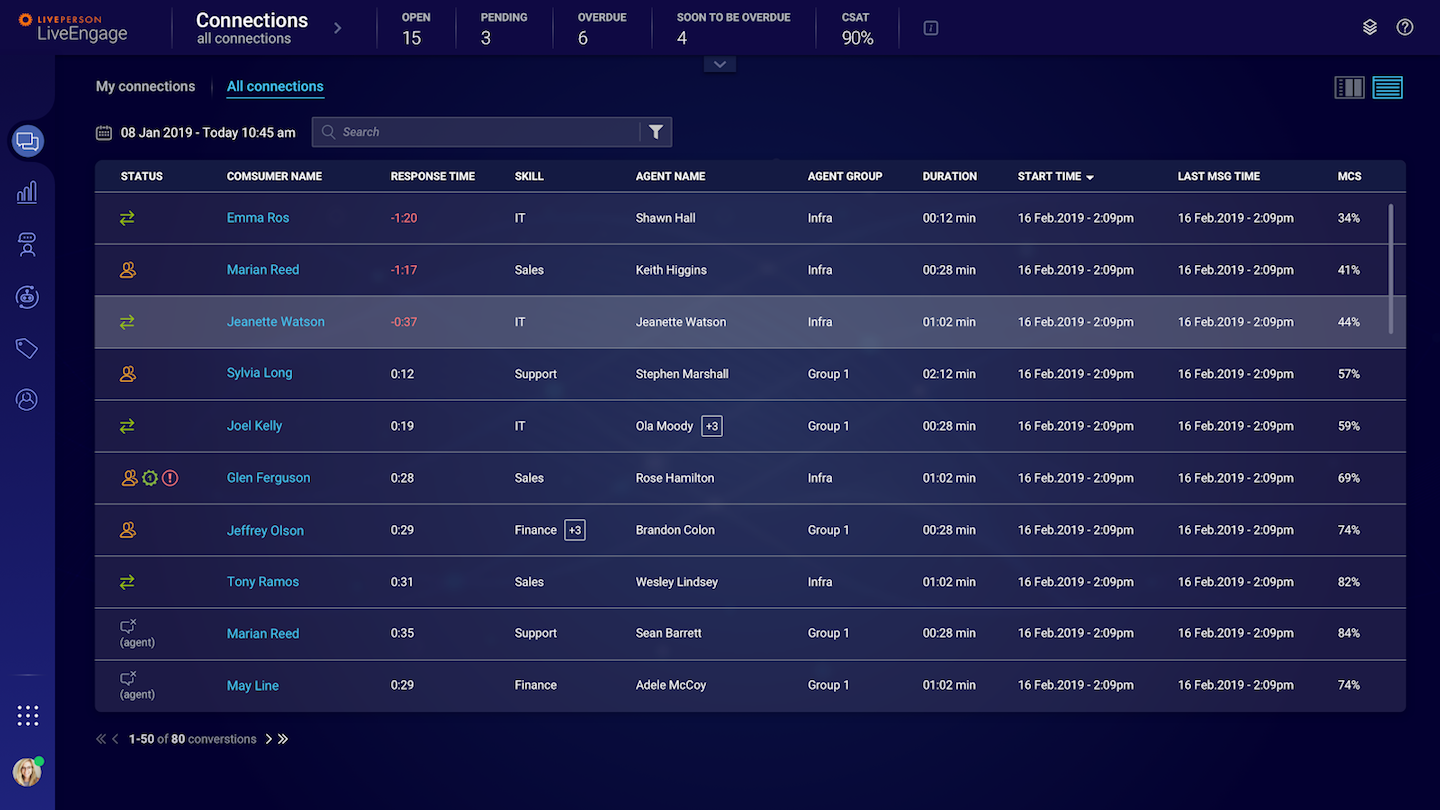 LIVEPERSON
LiveEngage
Connections
all connections
OPEN
15
PENDING
3
OVERDUE
6
SOON TO BE OVERDUE
4
CSAT
90%
i
?
My connections
All connections
08 Jan 2019 - Today 10:45 am
Search
STATUS COMSUMER NAME RESPONSE TIME SKILL AGENT NAME AGENT GROUP DURATION START TIME LAST MSG TIME MCS
Emma Ros -1:20 IT Shawn Hall Infra 00:12 min 16 Feb.2019 - 2:09pm 16 Feb.2019 - 2:09pm 34%
Marian Reed -1:17 Sales Keith Higgins Infra 00:28 min 16 Feb.2019 - 2:09pm 16 Feb.2019 - 2:09pm 41%
Jeanette Watson -0:37 IT Jeanette Watson Infra 01:02 min 16 Feb.2019 - 2:09pm 16 Feb.2019 - 2:09pm 44%
Sylvia Long 0:12 Support Stephen Marshall Group 1 02:12 min 16 Feb.2019 - 2:09pm 16 Feb.2019 - 2:09pm 57%
Joel Kelly 0:19 IT Ola Moody +3 Group 1 00:28 min 16 Feb.2019 - 2:09pm 16 Feb.2019 - 2:09pm 59%
1 ! Glen Ferguson 0:28 Sales Rose Hamilton Infra 01:02 min 16 Feb.2019 - 2:09pm 16 Feb.2019 - 2:09pm 69%
Jeffrey Olson 0:29 Finance +3 Brandon Colon Group 1 00:28 min 16 Feb.2019 - 2:09pm 16 Feb.2019 - 2:09pm 74%
Tony Ramos 0:31 Sales Wesley Lindsey Infra 01:02 min 16 Feb.2019 - 2:09pm 16 Feb.2019 - 2:09pm 82%
(agent) Marian Reed 0:35 Support Sean Barrett Group 1 00:28 min 16 Feb.2019 - 2:09pm 16 Feb.2019 - 2:09pm 84%
(agent) May Line 0:29 Finance Adele McCoy Group 1 01:02 min 16 Feb.2019 - 2:09pm 16 Feb.2019 - 2:09pm 74%
1-50 of 80 converstions